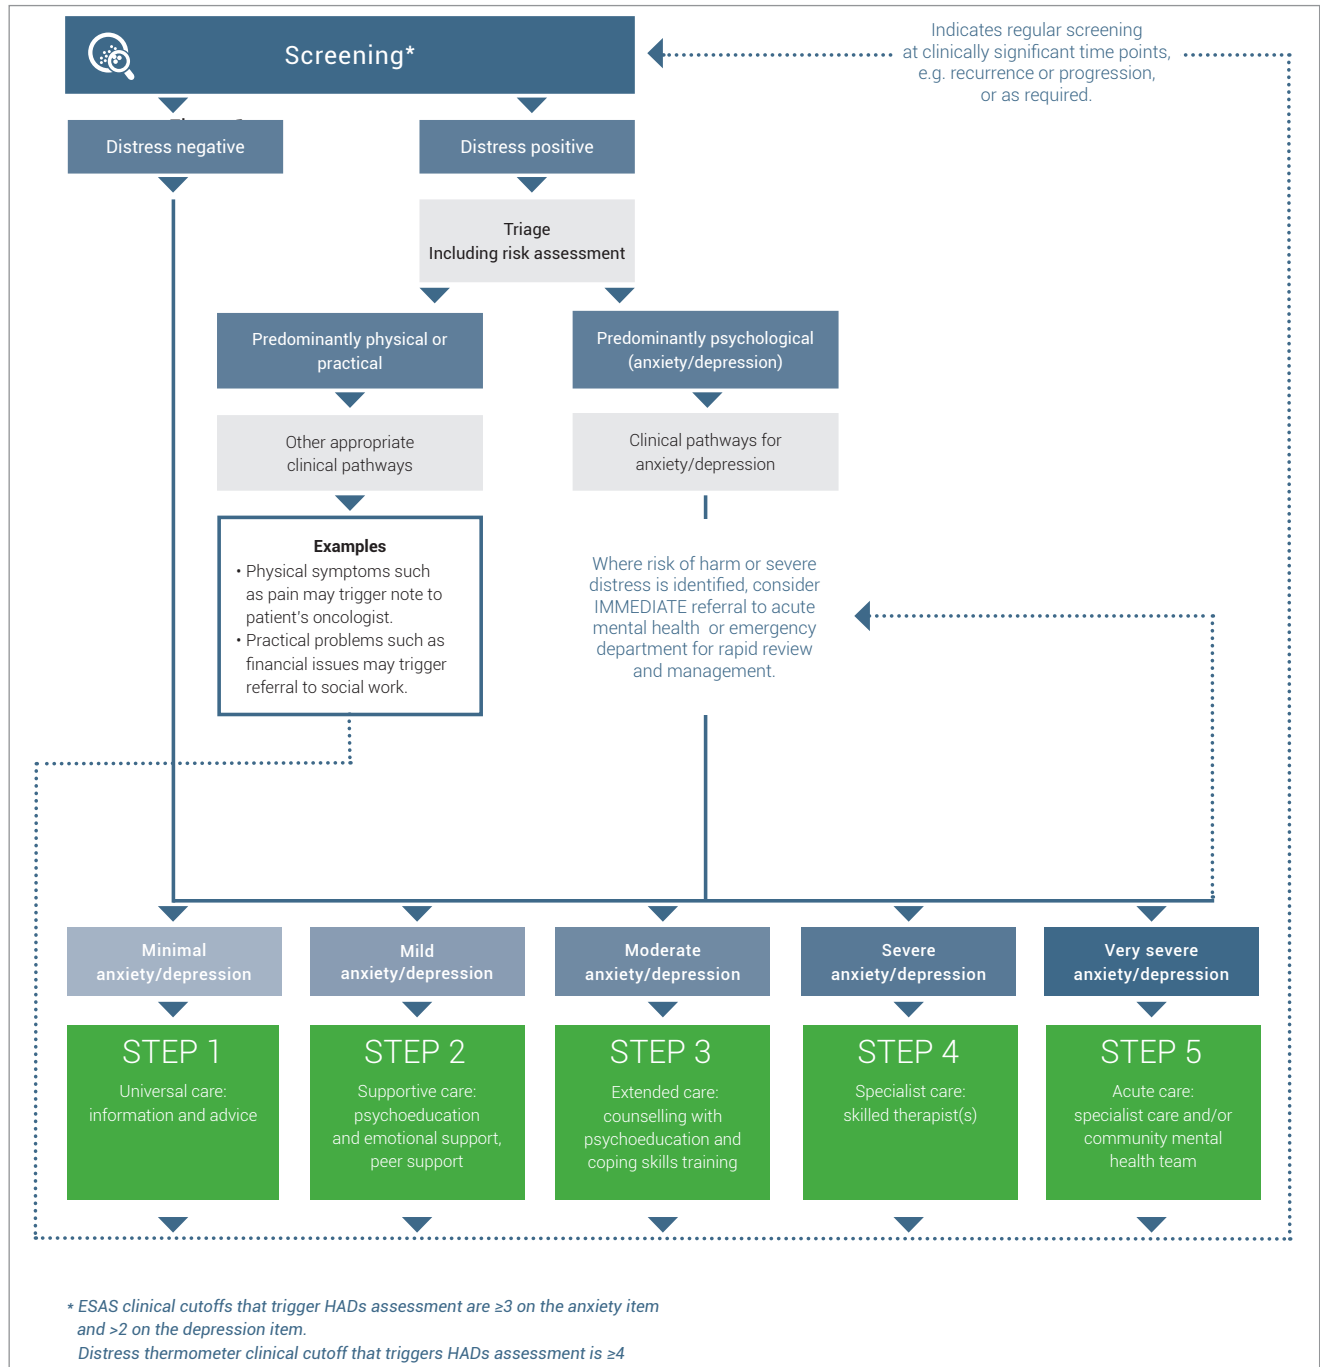 Screening*
Indicates regular screening
at clinically significant time points,
e.g. recurrence or progression,
or as required.
Distress negative
Distress positive
Triage
Including risk assessment
Predominantly physical or
practical
Predominantly psychological
(anxiety/depression)
Other appropriate
clinical pathways
Clinical pathways for
anxiety/depression
Examples
• Physical symptoms such
as pain may trigger note to
patient's oncologist.
• Practical problems such as
financial issues may trigger
referral to social work.
Where risk of harm or severe
distress is identified, consider
IMMEDIATE referral to acute
mental health or emergency
department for rapid review
and management.
Minimal
anxiety/depression
Mild
anxiety/depression
Moderate
anxiety/depression
Severe
anxiety/depression
Very severe
anxiety/depression
STEP 1
Universal care:
information and advice
STEP 2
Supportive care:
psychoeducation
and emotional support,
peer support
STEP 3
Extended care:
counselling with
psychoeducation and
coping skills training
STEP 4
Specialist care:
skilled therapist(s)
STEP 5
Acute care:
specialist care and/or
community mental
health team
* ESAS clinical cutoffs that trigger HADs assessment are ≥3 on the anxiety item
and >2 on the depression item.
Distress thermometer clinical cutoff that triggers HADs assessment is ≥4